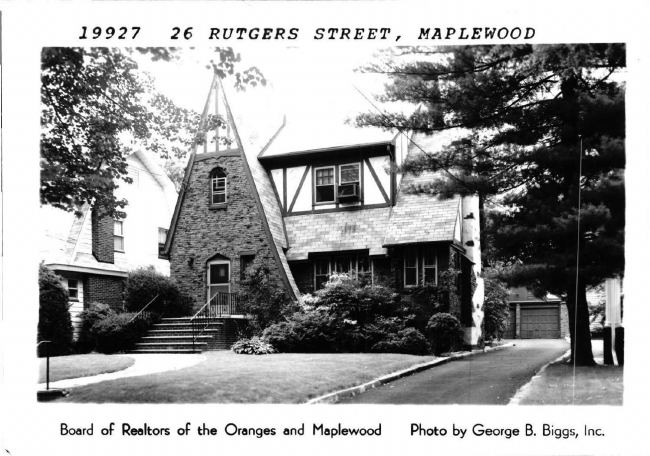 19927 26 RUTGERS STREET, MAPLEWOOD
Board of Realtors of the Oranges and Maplewood Photo by George B. Biggs, Inc.